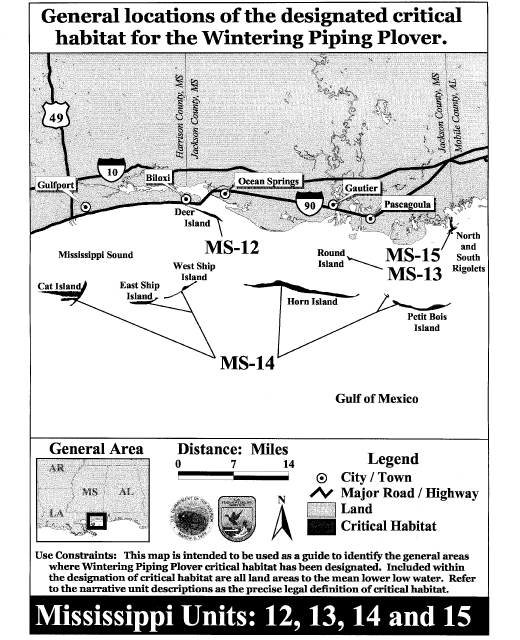 General locations of the designated critical
habitat for the Wintering Piping Plover.
49
Harrison County, MS
Jackson County, MS
Jackson County, MS
Mobile County, AL
10
Biloxi
Ocean Springs
Gulfport
90
Gautier
Pascagoula
Deer
Island
MS-12
North
and
South
Rigolets
MS-15
MS-13
Round
Island
Mississippi Sound
West Ship
Island
Cat Island
East Ship
Island
Horn Island
Petit Bois
Island
MS-14
Gulf of Mexico
General Area
AR
MS
AL
LA
Distance: Miles
0 7 14
N
Legend
City / Town
Major Road / Highway
Land
Critical Habitat
Use Constraints: This map is intended to be used as a guide to identify the general areas
where Wintering Piping Plover critical habitat has been designated. Included within
the designation of critical habitat are all land areas to the mean lower low water. Refer
to the narrative unit descriptions as the precise legal definition of critical habitat.
Mississippi Units: 12, 13, 14 and 15